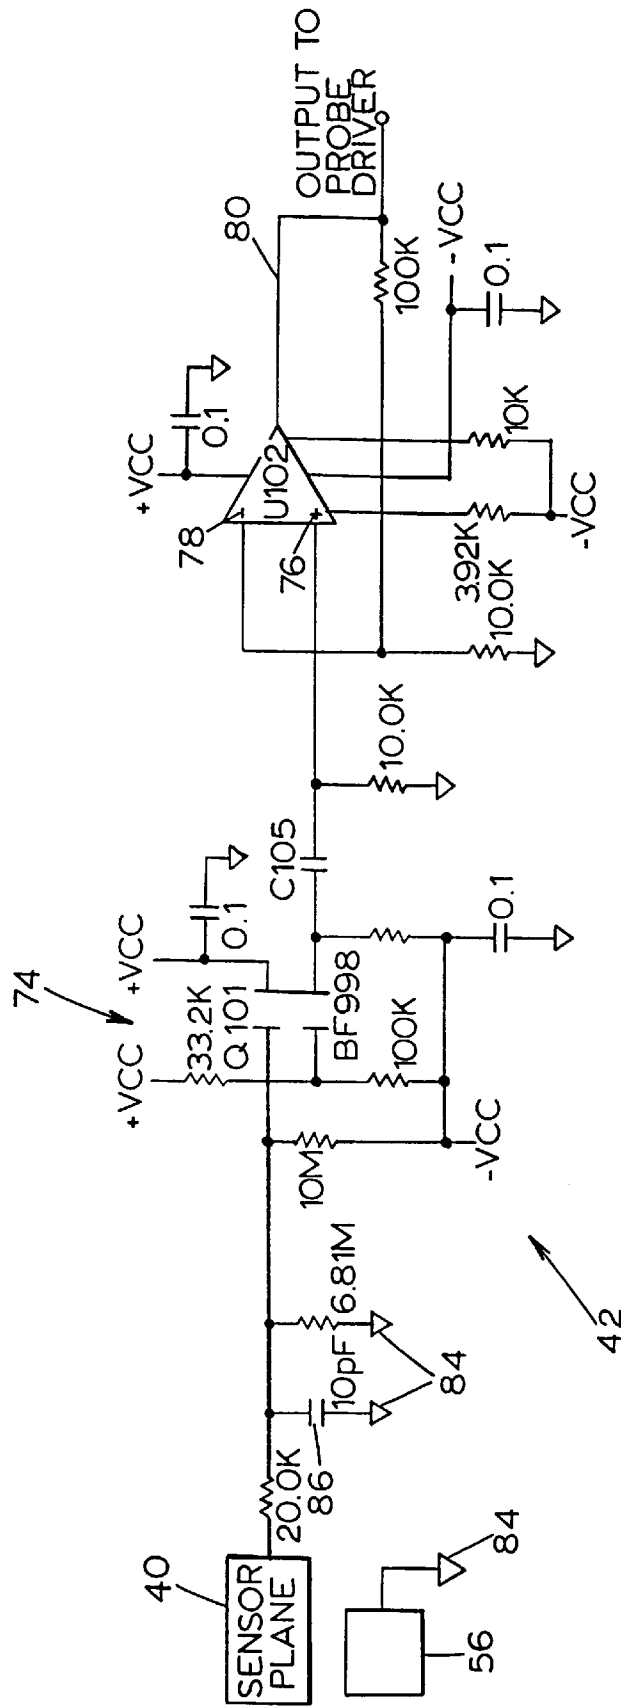 74
+VCC
+VCC
33.2K
0.1
Q101
BF998
C105
10.0K
100K
10M
-VCC
0.1
40
SENSOR
PLANE
20.0K
86
10pF
6.81M
84
56
84
42
+VCC
0.1
78
-
U102
76
+
80
OUTPUT TO
PROBE
DRIVER
100K
-VCC
0.1
3.92K
10.0K
10K
-VCC